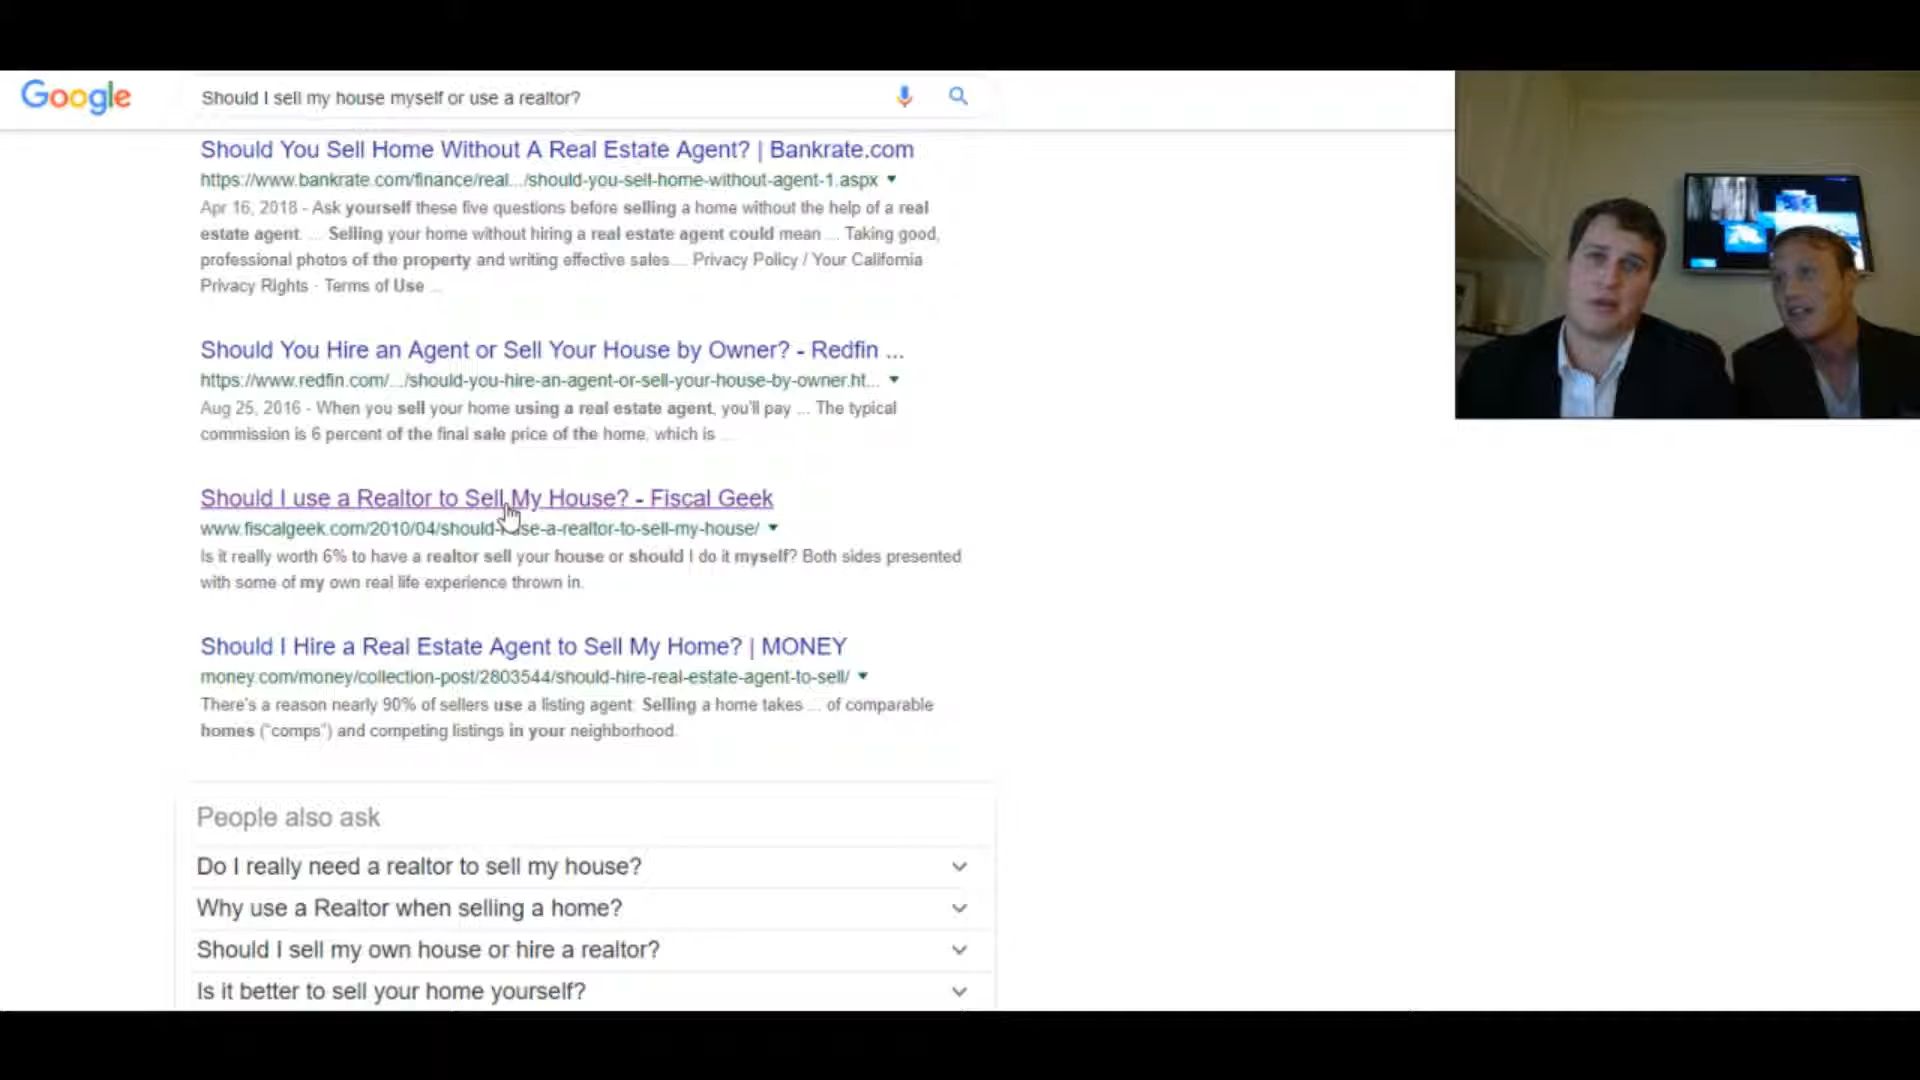 Google
Should I sell my house myself or use a realtor?
Should You Sell Home Without A Real Estate Agent? | Bankrate.com
https://www.bankrate.com/finance/real.../should-you-sell-home-without-agent-1.aspx
Apr 16, 2018 - Ask yourself these five questions before selling a home without the help of a real
estate agent. ... Selling your home without hiring a real estate agent could mean ... Taking good,
professional photos of the property and writing effective sales ... Privacy Policy / Your California
Privacy Rights · Terms of Use ...
Should You Hire an Agent or Sell Your House by Owner? - Redfin ...
https://www.redfin.com/.../should-you-hire-an-agent-or-sell-your-house-by-owner.ht...
Aug 25, 2016 - When you sell your home using a real estate agent, you'll pay ... The typical
commission is 6 percent of the final sale price of the home, which is ...
Should I use a Realtor to Sell My House? - Fiscal Geek
www.fiscalgeek.com/2010/04/should-i-use-a-realtor-to-sell-my-house/
Is it really worth 6% to have a realtor sell your house or should I do it myself? Both sides presented
with some of my own real life experience thrown in.
Should I Hire a Real Estate Agent to Sell My Home? | MONEY
money.com/money/collection-post/2803544/should-hire-real-estate-agent-to-sell/
There's a reason nearly 90% of sellers use a listing agent: Selling a home takes ... of comparable
homes ("comps") and competing listings in your neighborhood.
People also ask
Do I really need a realtor to sell my house?
Why use a Realtor when selling a home?
Should I sell my own house or hire a realtor?
Is it better to sell your home yourself?